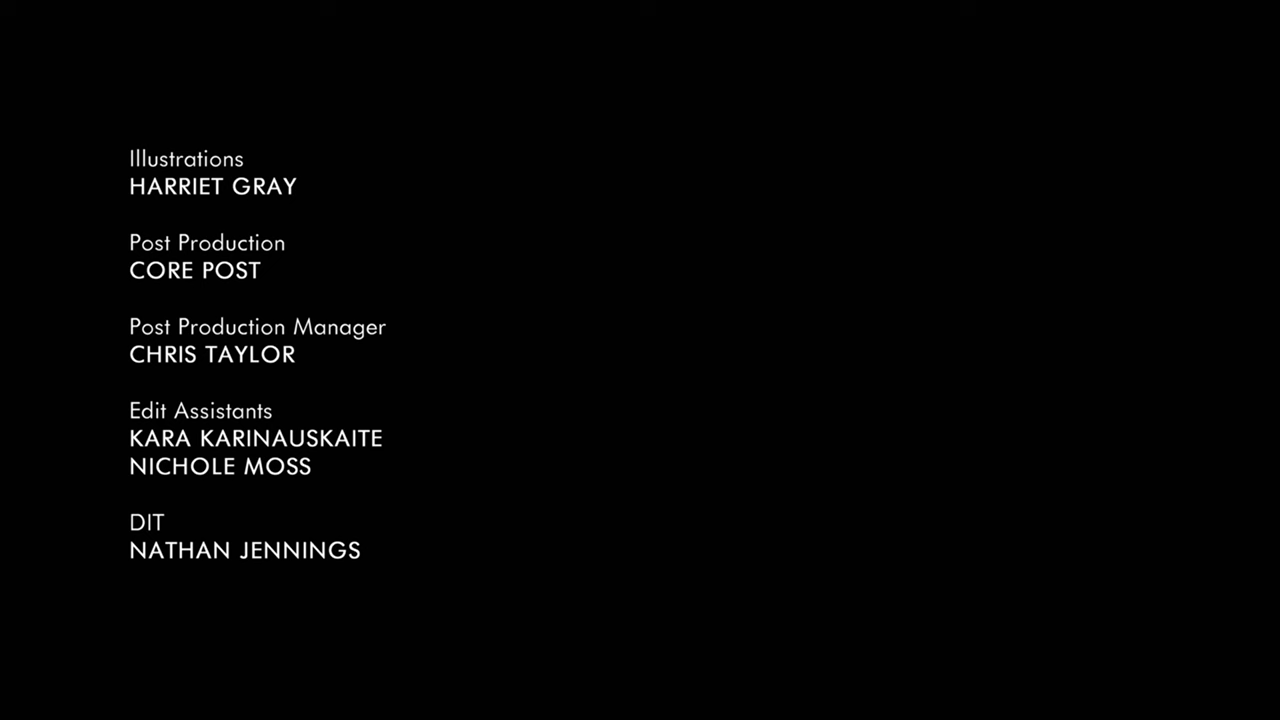 Illustrations
HARRIET GRAY
Post Production
CORE POST
Post Production Manager
CHRIS TAYLOR
Edit Assistants
KARA KARINAUSKAITE
NICHOLE MOSS
DIT
NATHAN JENNINGS